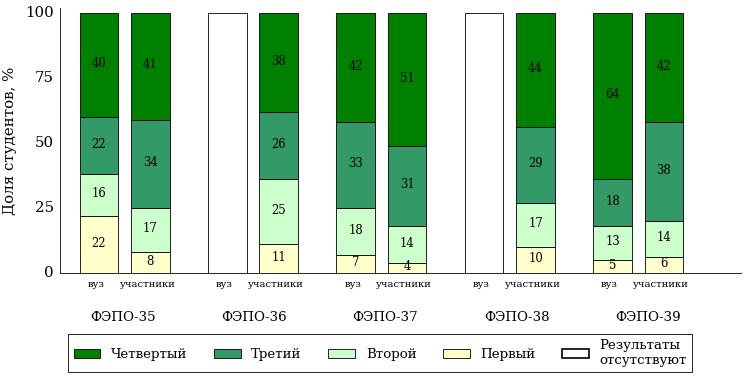 Доля студентов, %
100
75
50
25
0
40 41 38 42 51 44 64 42
22 34 26 33 31 29 18 38
16 17 25 18 14 17 13 14
22 8 11 7 4 10 5 6
вуз участники вуз участники вуз участники вуз участники вуз участники
ФЭПО-35 ФЭПО-36 ФЭПО-37 ФЭПО-38 ФЭПО-39
Четвертый Третий Второй Первый Результаты
отсутствуют